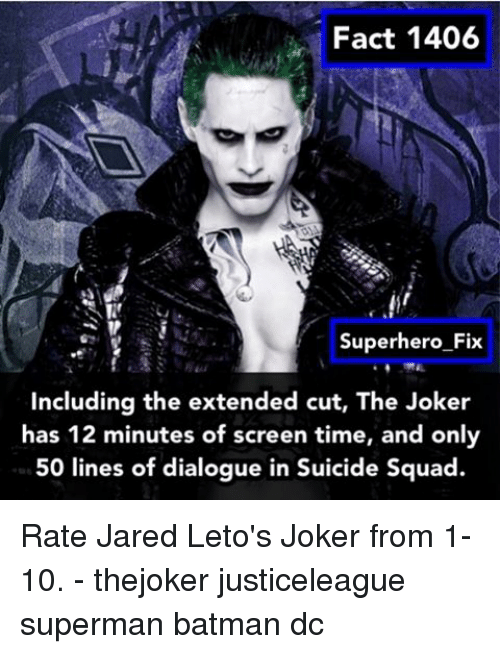 Fact 1406
HA
Superhero_Fix
Including the extended cut, The Joker
has 12 minutes of screen time, and only
50 lines of dialogue in Suicide Squad.
Rate Jared Leto's Joker from 1-
10. - thejoker justiceleague
superman batman dc